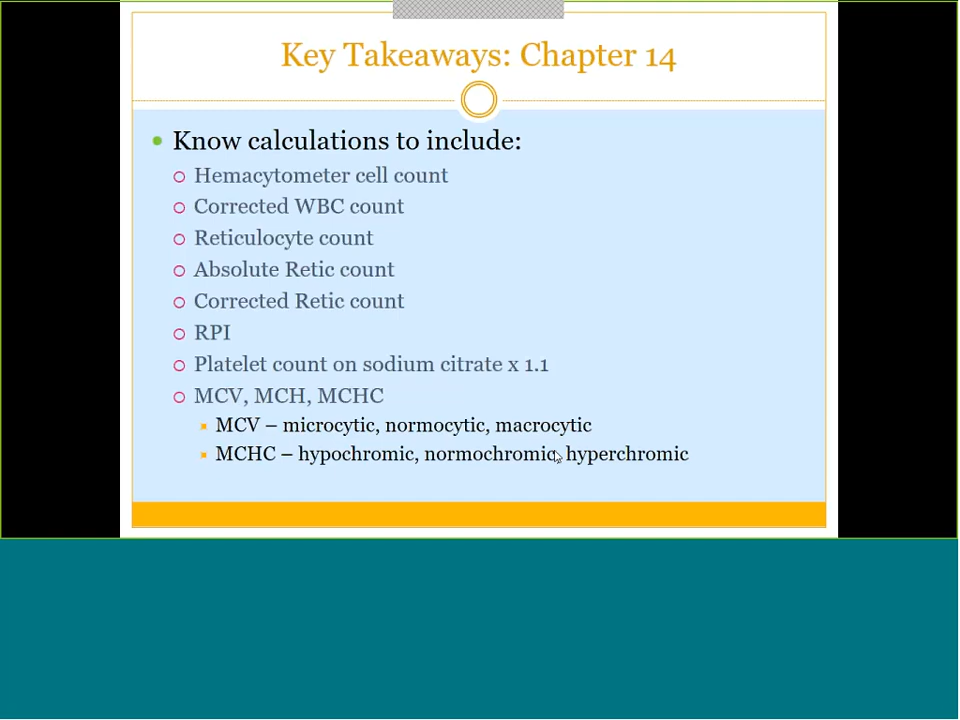 Key Takeaways: Chapter 14
Know calculations to include:
Hemacytometer cell count
Corrected WBC count
Reticulocyte count
Absolute Retic count
Corrected Retic count
RPI
Platelet count on sodium citrate x 1.1
MCV, MCH, MCHC
MCV – microcytic, normocytic, macrocytic
MCHC – hypochromic, normochromic, hyperchromic